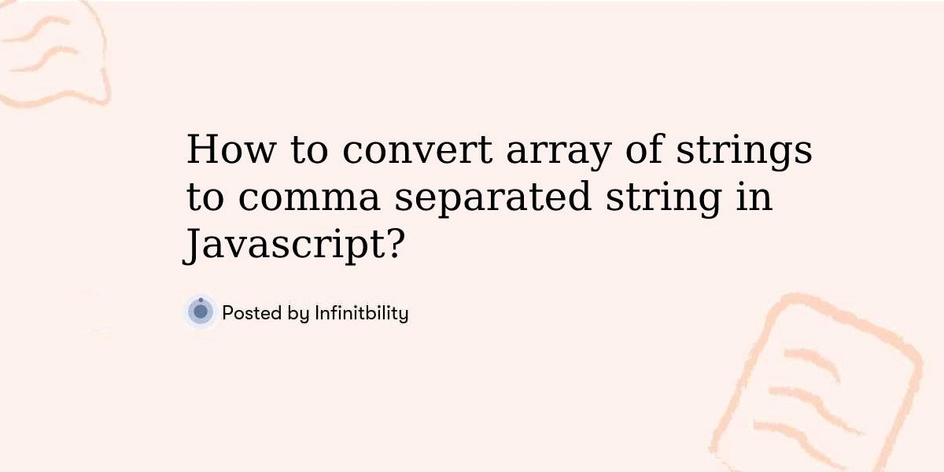 How to convert array of strings
to comma separated string in
Javascript?
Posted by Infinitbility